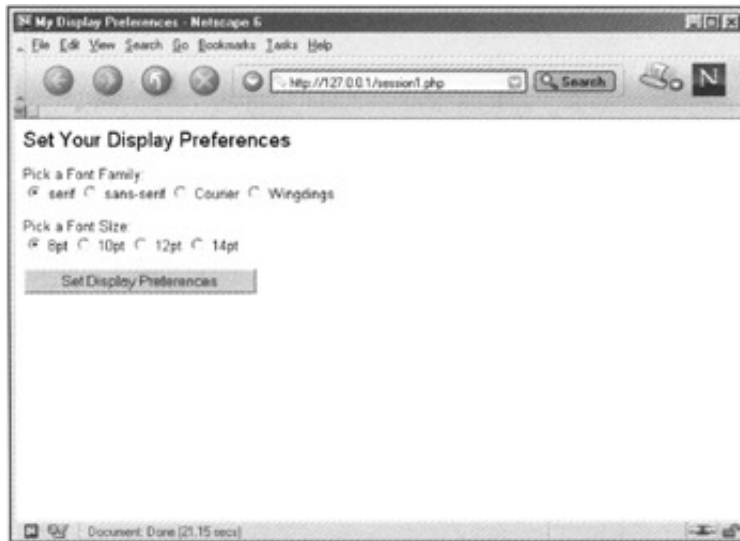 My Display Preferences - Netscape 6
File Edit View Search Go Bookmarks Tasks Help
http://127.0.0.1/session1.php Search N
Set Your Display Preferences
Pick a Font Family:
serif sans-serif Courier Wingdings
Pick a Font Size:
8pt 10pt 12pt 14pt
Set Display Preferences
Document: Done (21.15 secs)